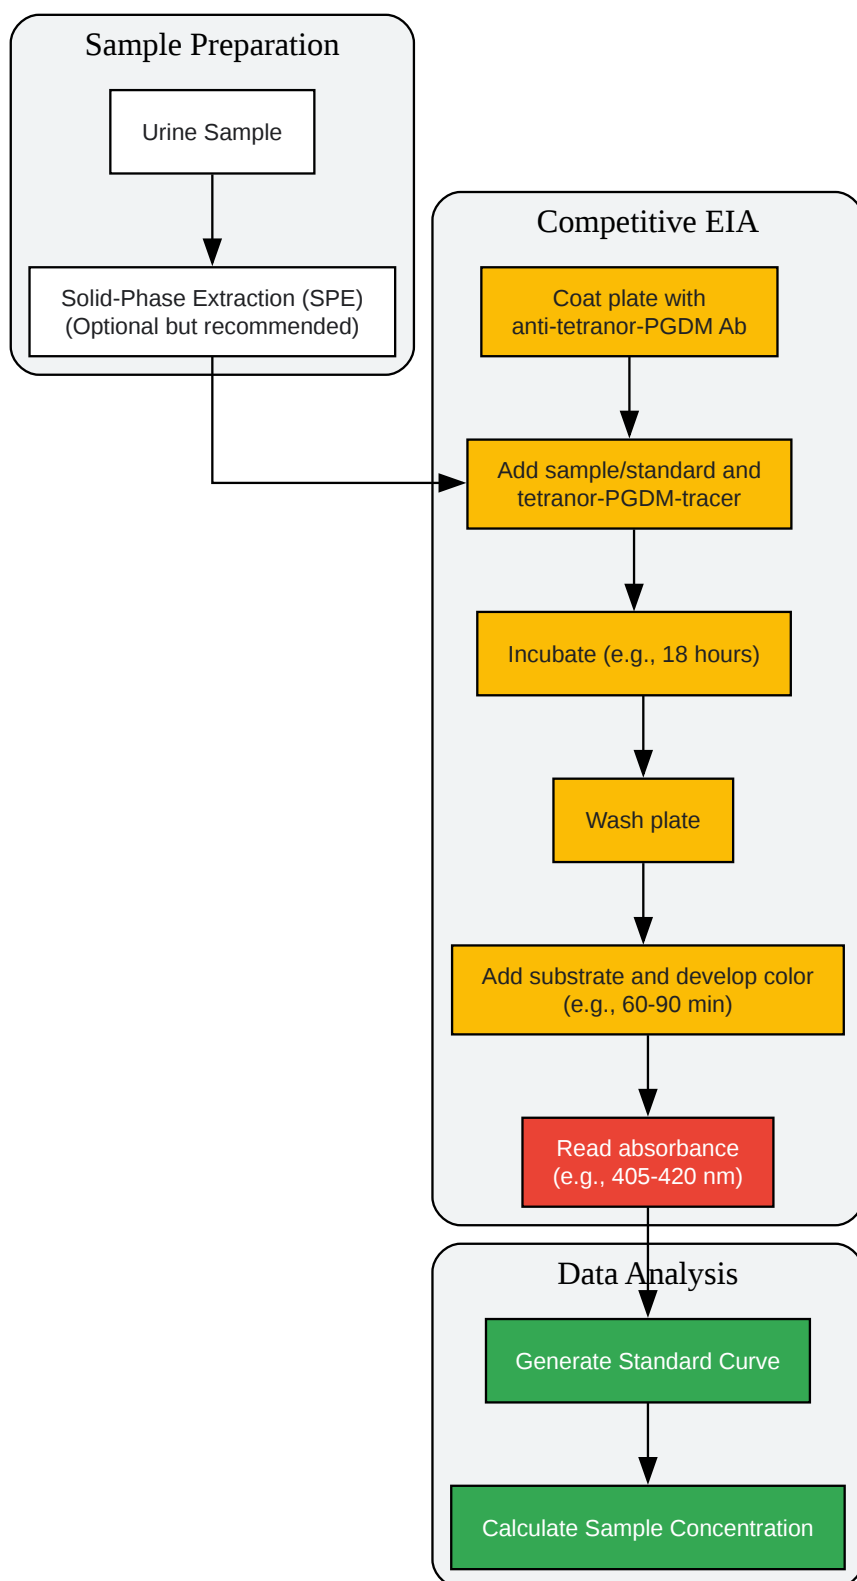 Sample Preparation
Urine Sample
Solid-Phase Extraction (SPE)
(Optional but recommended)
Competitive EIA
Coat plate with
anti-tetranor-PGDM Ab
Add sample/standard and
tetranor-PGDM-tracer
Incubate (e.g., 18 hours)
Wash plate
Add substrate and develop color
(e.g., 60-90 min)
Read absorbance
(e.g., 405-420 nm)
Data Analysis
Generate Standard Curve
Calculate Sample Concentration